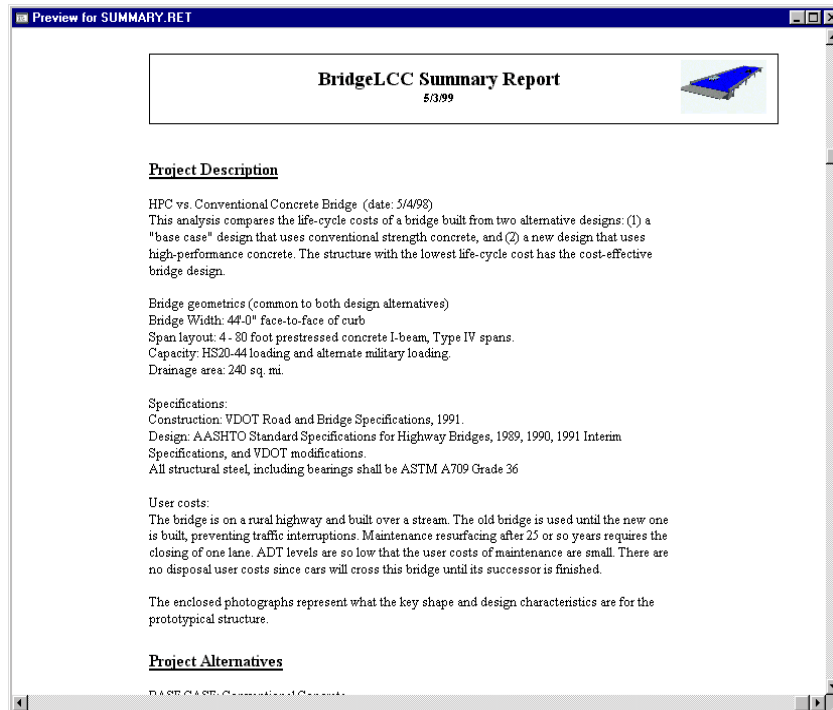 Preview for SUMMARY.RET
BridgeLCC Summary Report
5/3/99
Project Description
HPC vs. Conventional Concrete Bridge (date: 5/4/98)
This analysis compares the life-cycle costs of a bridge built from two alternative designs: (1) a
"base case" design that uses conventional strength concrete, and (2) a new design that uses
high-performance concrete. The structure with the lowest life-cycle cost has the cost-effective
bridge design.
Bridge geometrics (common to both design alternatives)
Bridge Width: 44'-0" face-to-face of curb
Span layout: 4 - 80 foot prestressed concrete I-beam, Type IV spans.
Capacity: HS20-44 loading and alternate military loading.
Drainage area: 240 sq. mi.
Specifications:
Construction: VDOT Road and Bridge Specifications, 1991.
Design: AASHTO Standard Specifications for Highway Bridges, 1989, 1990, 1991 Interim
Specifications, and VDOT modifications.
All structural steel, including bearings shall be ASTM A709 Grade 36
User costs:
The bridge is on a rural highway and built over a stream. The old bridge is used until the new one
is built, preventing traffic interruptions. Maintenance resurfacing after 25 or so years requires the
closing of one lane. ADT levels are so low that the user costs of maintenance are small. There are
no disposal user costs since cars will cross this bridge until its successor is finished.
The enclosed photographs represent what the key shape and design characteristics are for the
prototypical structure.
Project Alternatives
BASE CASE: Conventional Concrete